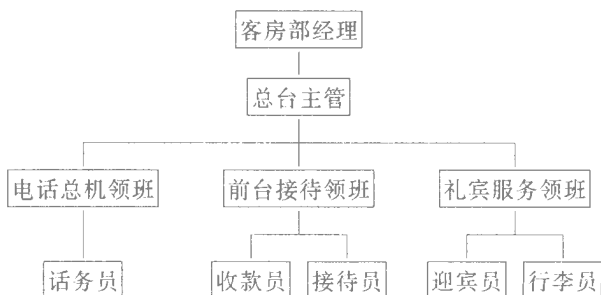 客房部经理
总台主管
电话总机领班 前台接待领班 礼宾服务领班
话务员 收款员 接待员 迎宾员 行李员